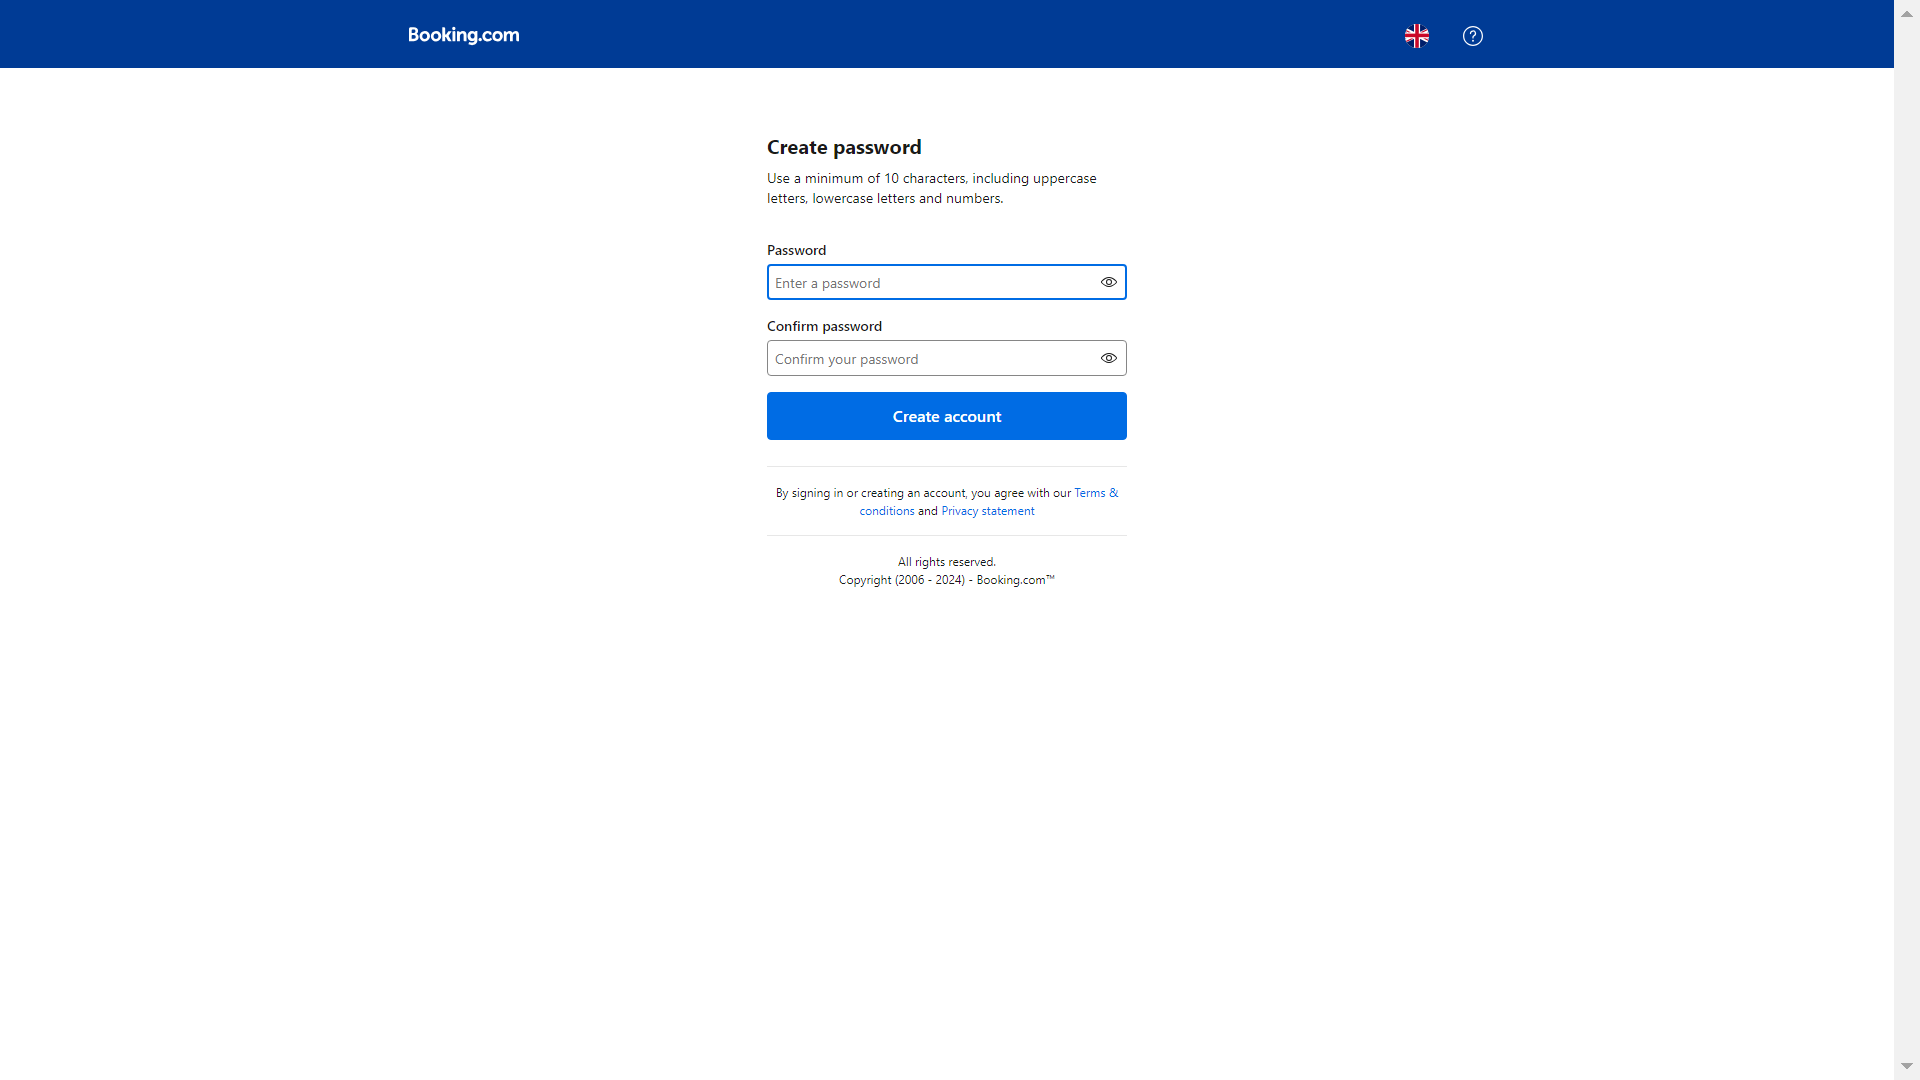 Booking.com
Create password
Use a minimum of 10 characters, including uppercase
letters, lowercase letters and numbers.
Password
Enter a password
Confirm password
Confirm your password
Create account
By signing in or creating an account, you agree with our Terms &
conditions and Privacy statement
All rights reserved.
Copyright (2006 - 2024) - Booking.com™